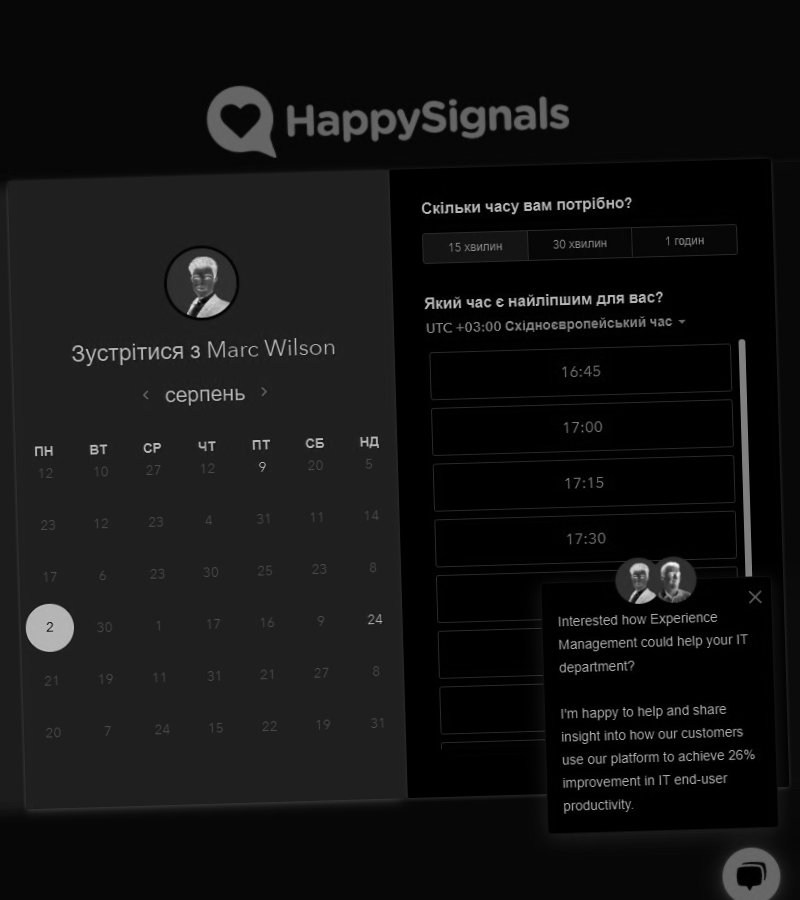 HappySignals
Зустрітися з Marc Wilson
серпень
ПН ВТ СР ЧТ ПТ СБ НД
12 10 27 12 9 20 5
23 12 23 4 31 11 14
17 6 23 30 25 23 8
2 30 1 17 16 9 24
21 19 11 31 21 27 8
20 7 24 15 22 19 31
Скільки часу вам потрібно?
15 хвилин 30 хвилин 1 годин
Який час є найліпшим для вас?
UTC +03:00 Східноєвропейський час
16:45
17:00
17:15
17:30
Interested how Experience
Management could help your IT
department?
I'm happy to help and share
insight into how our customers
use our platform to achieve 26%
improvement in IT end-user
productivity.